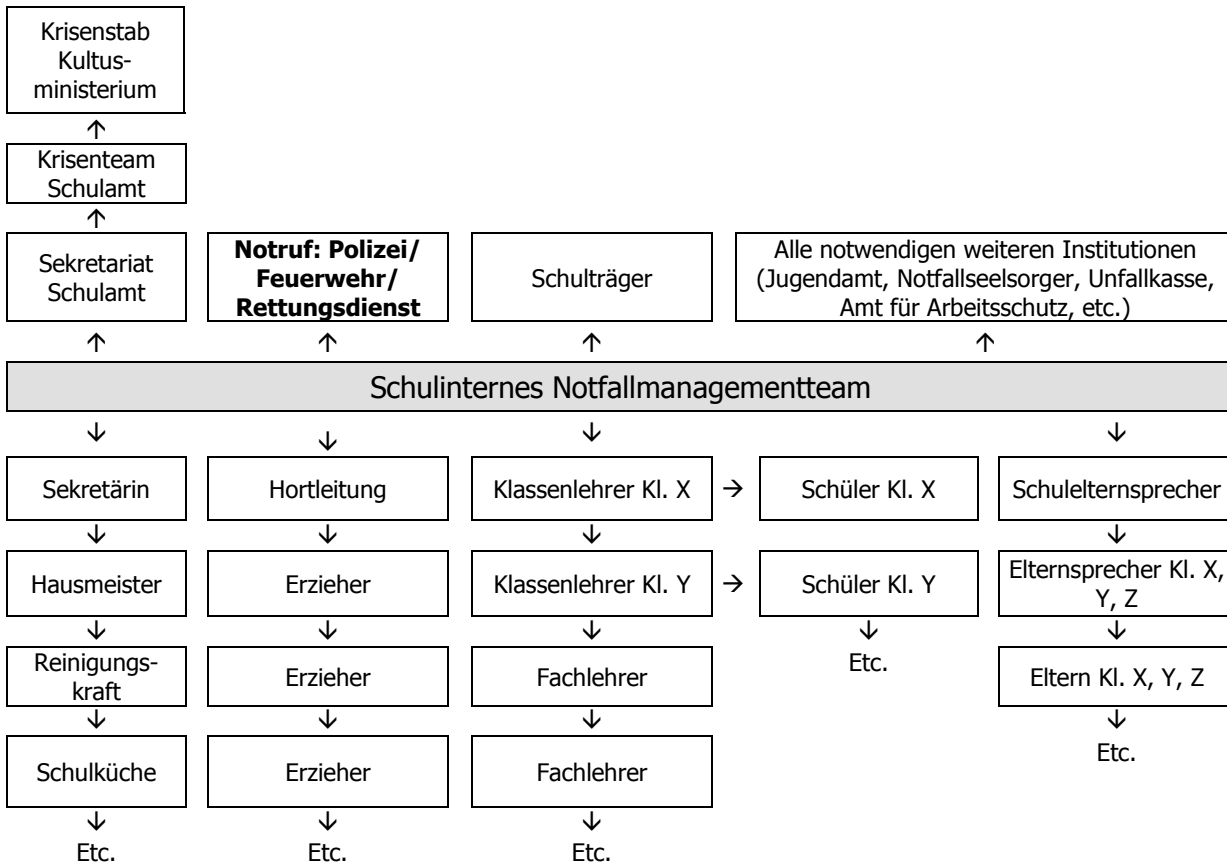 Krisenstab
Kultus-
ministerium
↑
Krisenteam
Schulamt
↑
Sekretariat
Schulamt
Notruf: Polizei/
Feuerwehr/
Rettungsdienst
Schulträger
Alle notwendigen weiteren Institutionen
(Jugendamt, Notfallseelsorger, Unfallkasse,
Amt für Arbeitsschutz, etc.)
↑ ↑ ↑ ↑
Schulinternes Notfallmanagementteam
↓ ↓ ↓ ↓
Sekretärin
Hortleitung
Klassenlehrer Kl. X → Schüler Kl. X
Schulelternsprecher
↓ ↓ ↓ ↓
Hausmeister
Erzieher
Klassenlehrer Kl. Y → Schüler Kl. Y
Elternsprecher Kl. X,
Y, Z
↓ ↓ ↓ ↓ ↓
Reinigungs-
kraft
Erzieher
Fachlehrer
Etc.
Eltern Kl. X, Y, Z
↓ ↓ ↓ ↓
Schulküche
Erzieher
Fachlehrer
Etc.
↓ ↓ ↓
Etc. Etc. Etc.